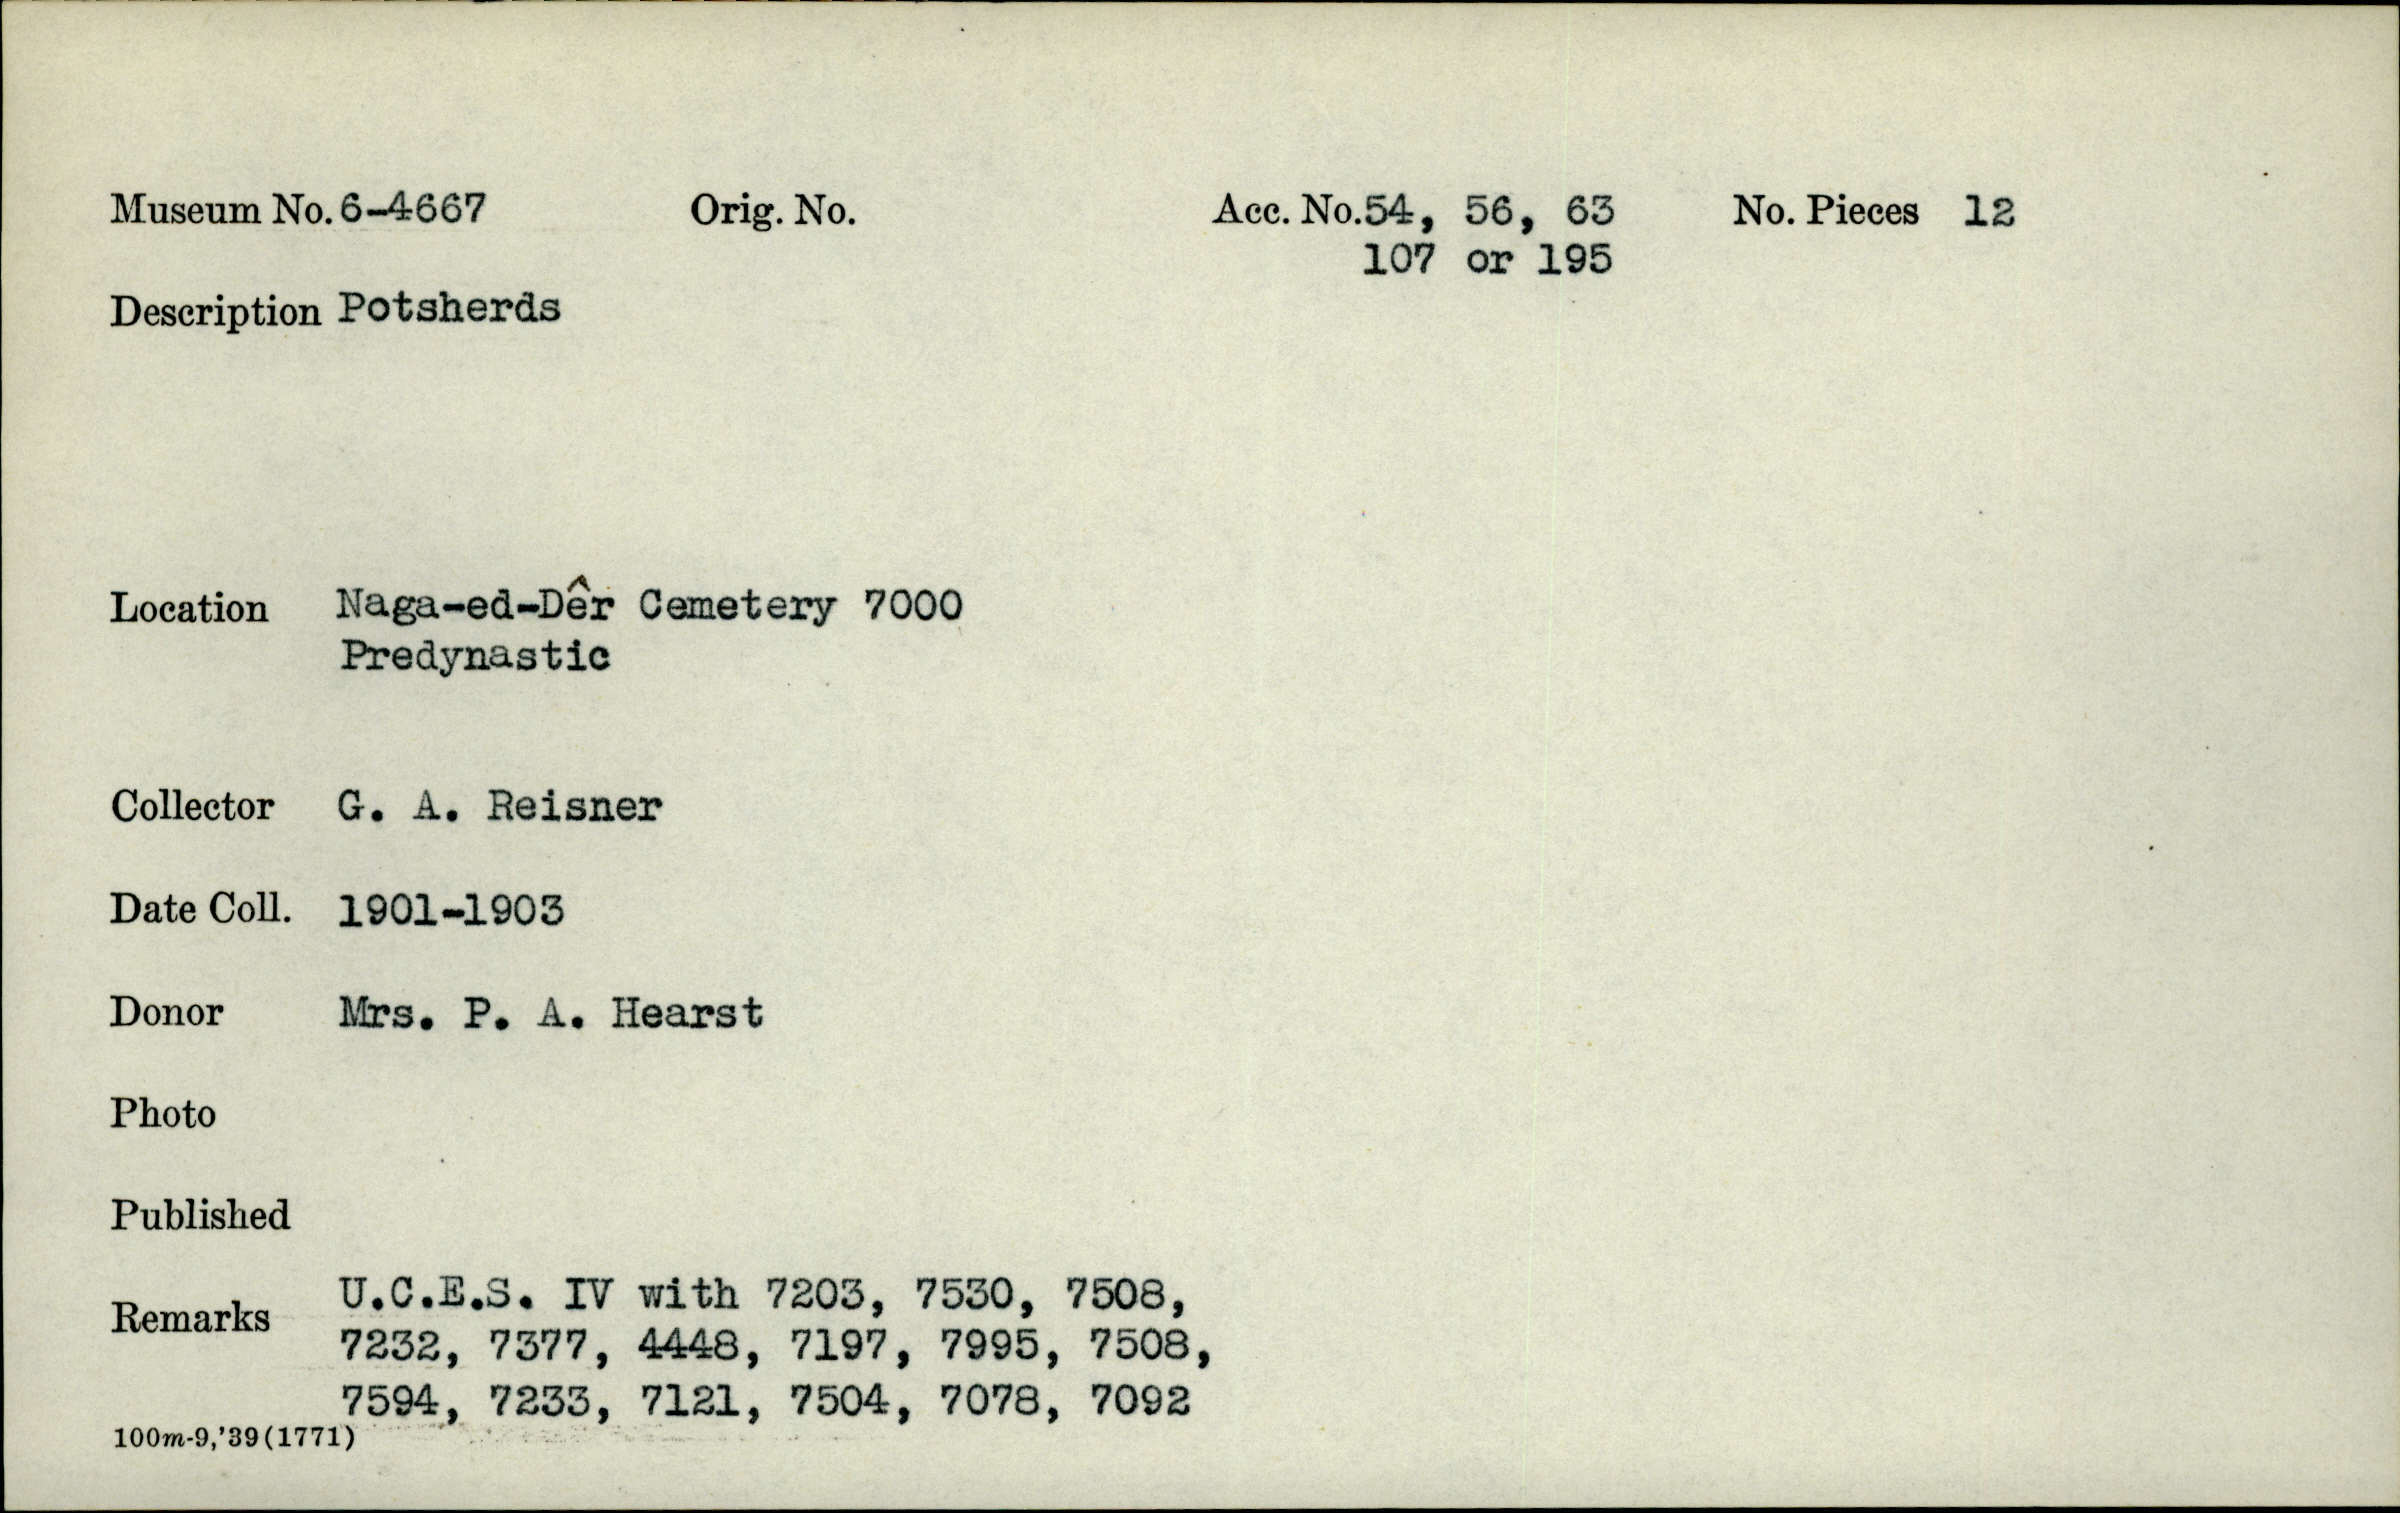 Museum No. 6-4667 Orig. No. Acc. No. 54, 56, 63 No. Pieces 12
107 or 195
Description Potsherds
Location Naga-ed-Dêr Cemetery 7000
Predynastic
Collector G. A. Reisner
Date Coll. 1901-1903
Donor Mrs. P. A. Hearst
Photo
Published
Remarks U.C.E.S. IV with 7203, 7530, 7508,
7232, 7377, 4448, 7197, 7995, 7508,
7594, 7233, 7121, 7504, 7078, 7092
100m-9,'39(1771)